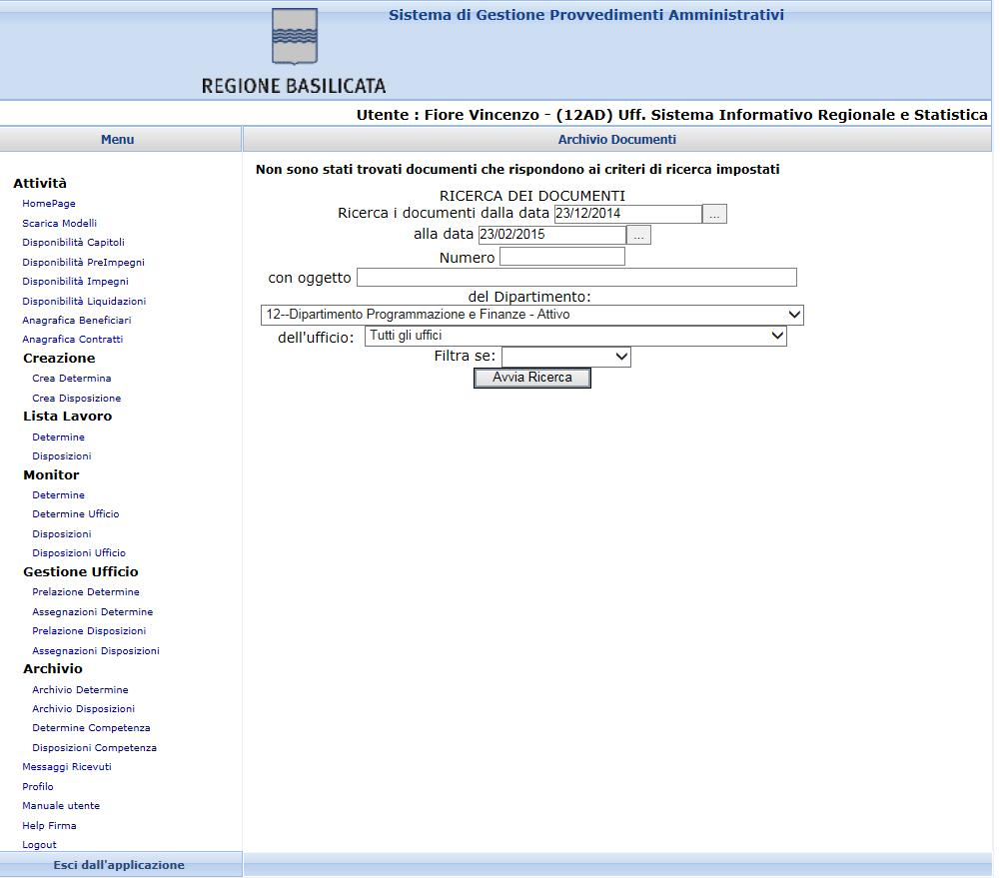 Sistema di Gestione Provvedimenti Amministrativi
REGIONE BASILICATA
Utente : Fiore Vincenzo - (12AD) Uff. Sistema Informativo Regionale e Statistica
Menu
Attività
HomePage
Scarica Modelli
Disponibilità Capitoli
Disponibilità PreImpegni
Disponibilità Impegni
Disponibilità Liquidazioni
Anagrafica Beneficiari
Anagrafica Contratti
Creazione
Crea Determina
Crea Disposizione
Lista Lavoro
Determine
Disposizioni
Monitor
Determine
Determine Ufficio
Disposizioni
Disposizioni Ufficio
Gestione Ufficio
Prelazione Determine
Assegnazioni Determine
Prelazione Disposizioni
Assegnazioni Disposizioni
Archivio
Archivio Determine
Archivio Disposizioni
Determine Competenza
Disposizioni Competenza
Messaggi Ricevuti
Profilo
Manuale utente
Help Firma
Logout
Esci dall'applicazione
Archivio Documenti
Non sono stati trovati documenti che rispondono ai criteri di ricerca impostati
RICERCA DEI DOCUMENTI
Ricerca i documenti dalla data 23/12/2014 ...
alla data 23/02/2015 ...
Numero
con oggetto
del Dipartimento:
12--Dipartimento Programmazione e Finanze - Attivo
dell'ufficio: Tutti gli uffici
Filtra se:
Avvia Ricerca